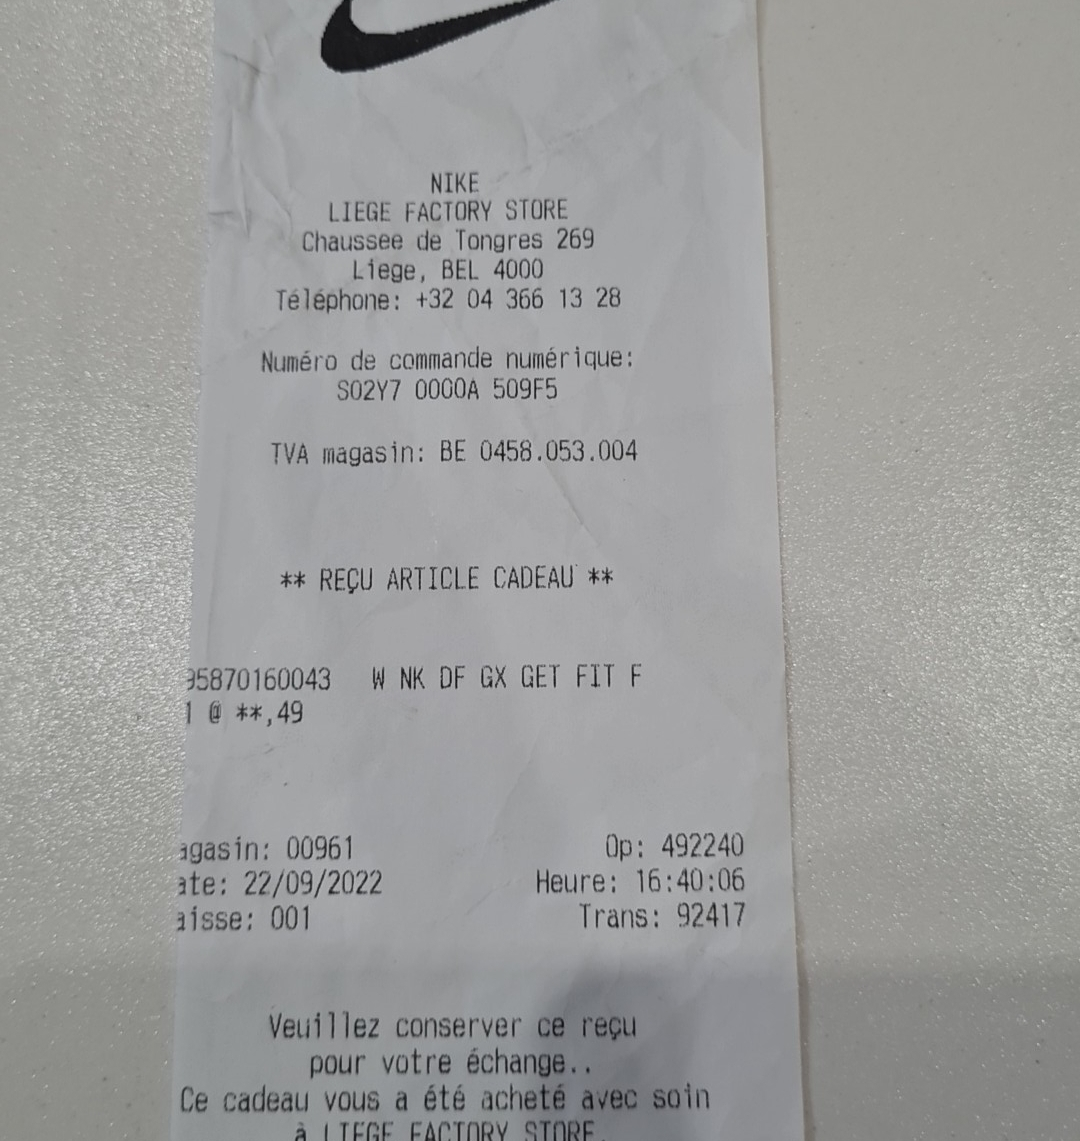 NIKE
LIEGE FACTORY STORE
Chaussee de Tongres 269
Liege, BEL 4000
Téléphone: +32 04 366 13 28
Numéro de commande numérique:
S02Y7 0000A 509F5
TVA magasin: BE 0458.053.004
** REÇU ARTICLE CADEAU **
95870160043 W NK DF GX GET FIT F
1 @ **,49
agasin: 00961 Op: 492240
ate: 22/09/2022 Heure: 16:40:06
aisse: 001 Trans: 92417
Veuillez conserver ce reçu
pour votre échange..
Ce cadeau vous a été acheté avec soin
à LIEGE FACTORY STORE